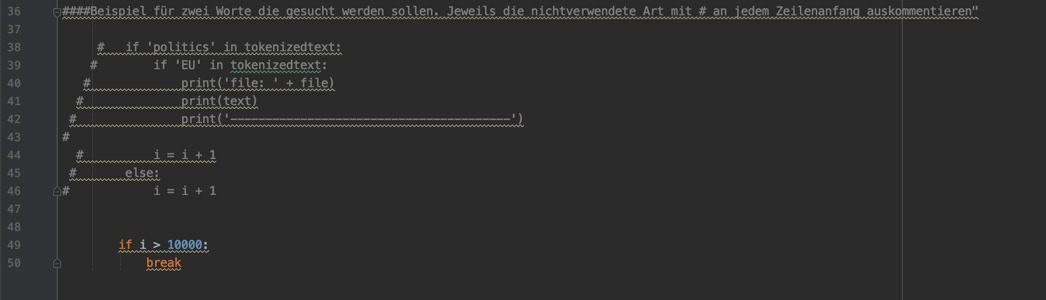 36 ####Beispiel für zwei Worte die gesucht werden sollen. Jeweils die nichtverwendete Art mit # an jedem Zeilenanfang auskommentieren"
37
38 # if 'politics' in tokenizedtext:
39 # if 'EU' in tokenizedtext:
40 # print('file: ' + file)
41 # print(text)
42 # print('----------------------------------------')
43 #
44 # i = i + 1
45 # else:
46 # i = i + 1
47
48
49 if i > 10000:
50 break